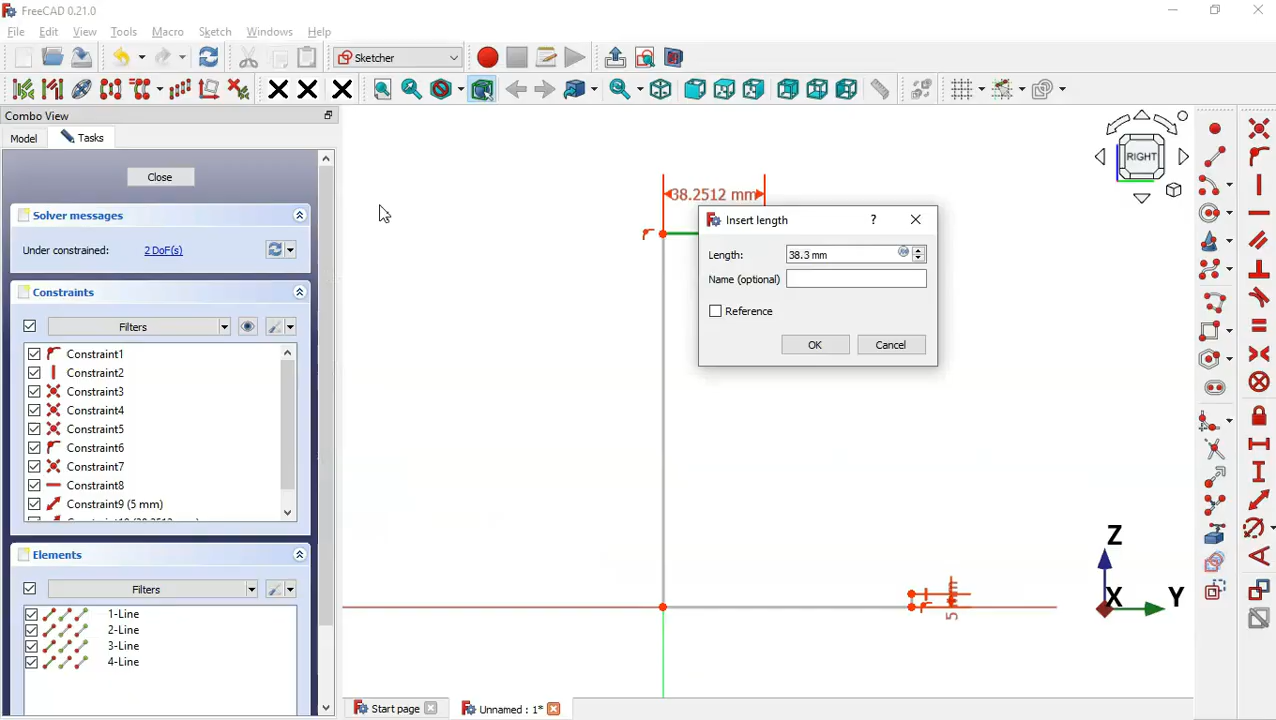 FreeCAD 0.21.0
File Edit View Tools Macro Sketch Windows Help
Sketcher
Combo View
Model Tasks
Close
Solver messages
Under constrained: 2 DoF(s)
Constraints
Filters
Constraint1
Constraint2
Constraint3
Constraint4
Constraint5
Constraint6
Constraint7
Constraint8
Constraint9 (5 mm)
Elements
Filters
1-Line
2-Line
3-Line
4-Line
38.2512 mm
Insert length ?
Length: 38.3 mm
Name (optional)
Reference
OK Cancel
RIGHT
Z
X Y
Start page Unnamed : 1*